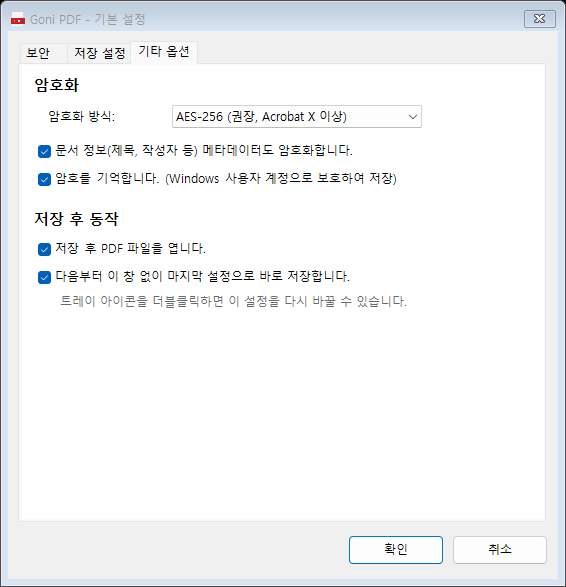 Goni PDF - 기본 설정
보안 저장 설정 기타 옵션
암호화
암호화 방식: AES-256 (권장, Acrobat X 이상)
문서 정보(제목, 작성자 등) 메타데이터도 암호화합니다.
암호를 기억합니다. (Windows 사용자 계정으로 보호하여 저장)
저장 후 동작
저장 후 PDF 파일을 엽니다.
다음부터 이 창 없이 마지막 설정으로 바로 저장합니다.
트레이 아이콘을 더블클릭하면 이 설정을 다시 바꿀 수 있습니다.
확인 취소